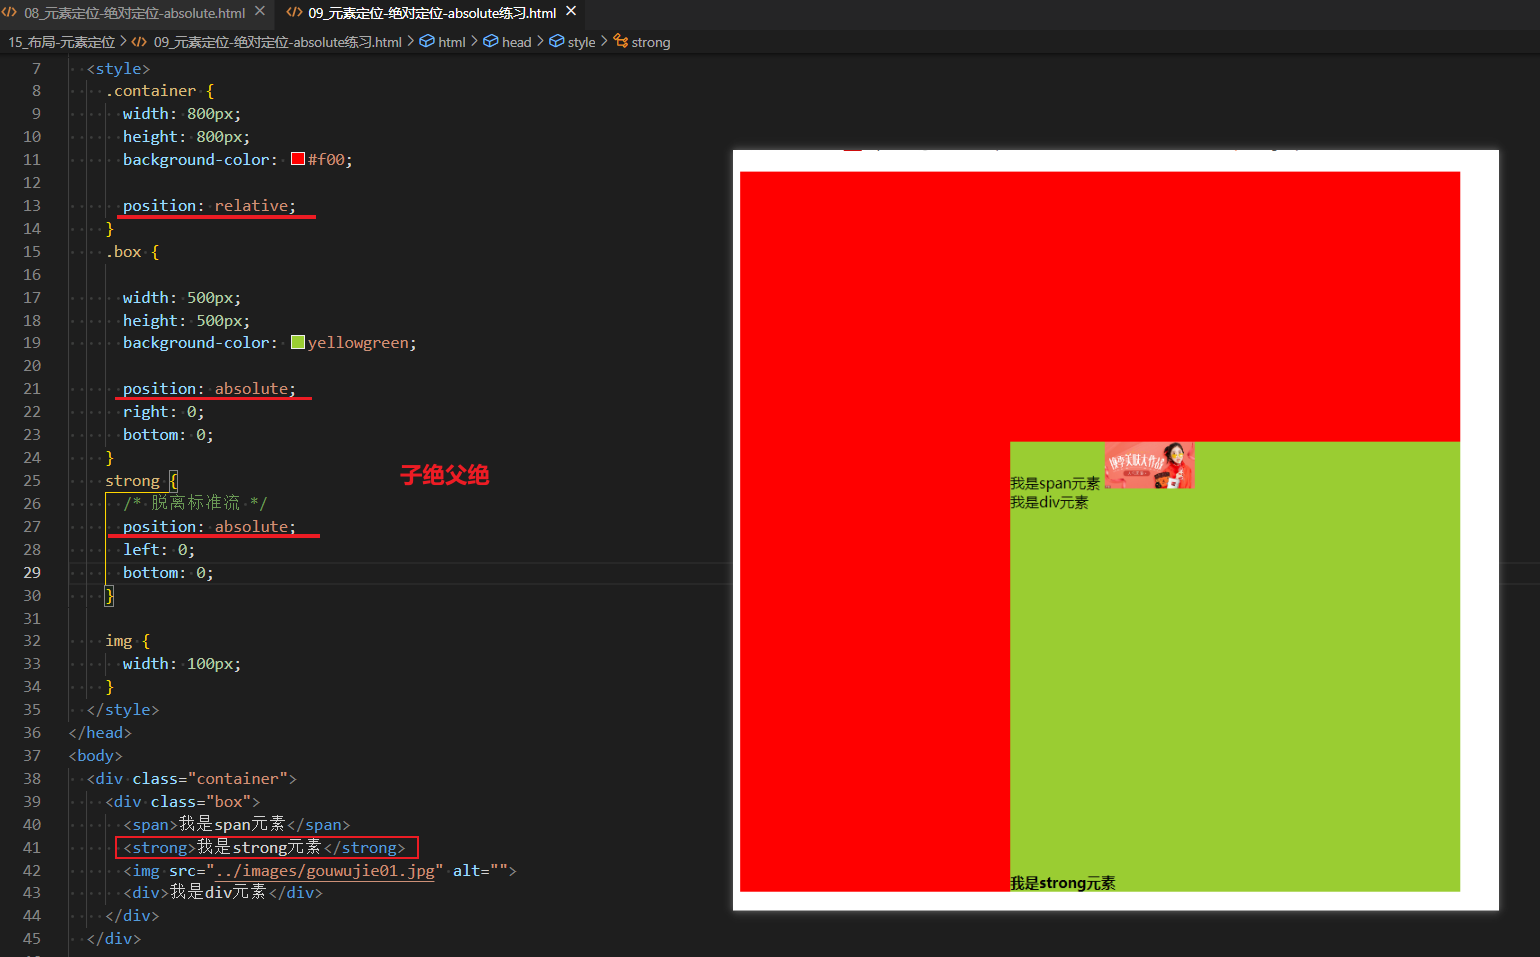 08_元素定位-绝对定位-absolute.html
09_元素定位-绝对定位-absolute练习.html
15_布局-元素定位 > 09_元素定位-绝对定位-absolute练习.html > html > head > style > strong
7 <style>
8 .container {
9 width: 800px;
10 height: 800px;
11 background-color: #f00;
12
13 position: relative;
14 }
15 .box {
16
17 width: 500px;
18 height: 500px;
19 background-color: yellowgreen;
20
21 position: absolute;
22 right: 0;
23 bottom: 0;
24 }
25 strong {
子绝父绝
26 /* 脱离标准流 */
27 position: absolute;
28 left: 0;
29 bottom: 0;
30 }
31
32 img {
33 width: 100px;
34 }
35 </style>
36 </head>
37 <body>
38 <div class="container">
39 <div class="box">
40 <span>我是span元素</span>
41 <strong>我是strong元素</strong>
42 <img src="../images/gouwujie01.jpg" alt="">
43 <div>我是div元素</div>
44 </div>
45 </div>
我是span元素
我是div元素
我是strong元素